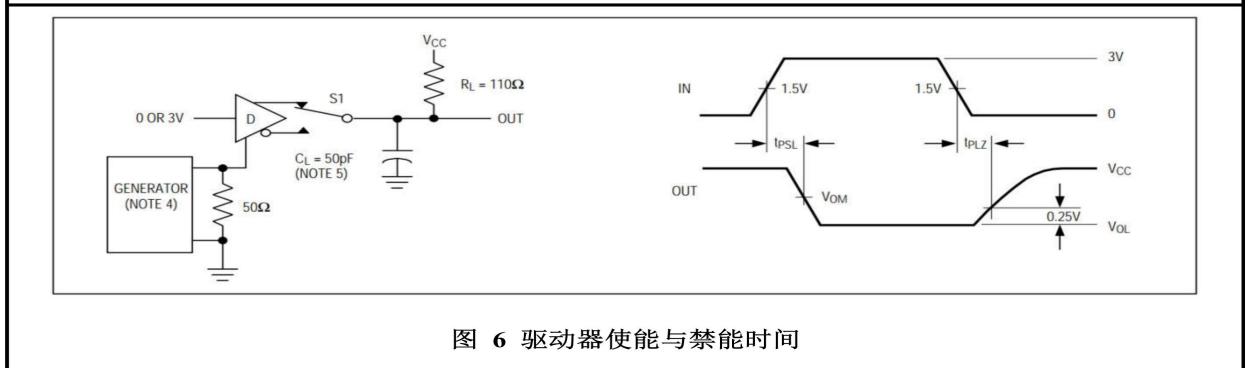 VCC
RL = 110Ω
S1
0 OR 3V
D
OUT
CL = 50pF
(NOTE 5)
GENERATOR
(NOTE 4)
50Ω
3V
IN
1.5V
1.5V
0
tPSL
tPLZ
VCC
OUT
VOM
0.25V
VOL
图 6 驱动器使能与禁能时间